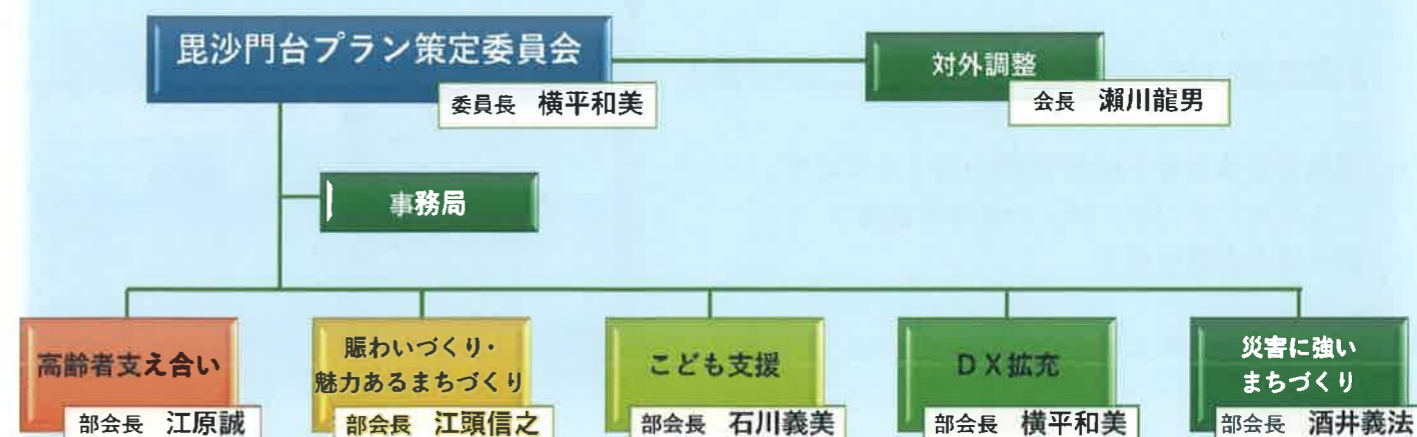 毘沙門台プラン策定委員会
委員長 横平和美
対外調整
会長 瀬川龍男
事務局
高齢者支え合い
部会長 江原誠
賑わいづくり・
魅力あるまちづくり
部会長 江頭信之
こども支援
部会長 石川義美
DX拡充
部会長 横平和美
災害に強い
まちづくり
部会長 酒井義法